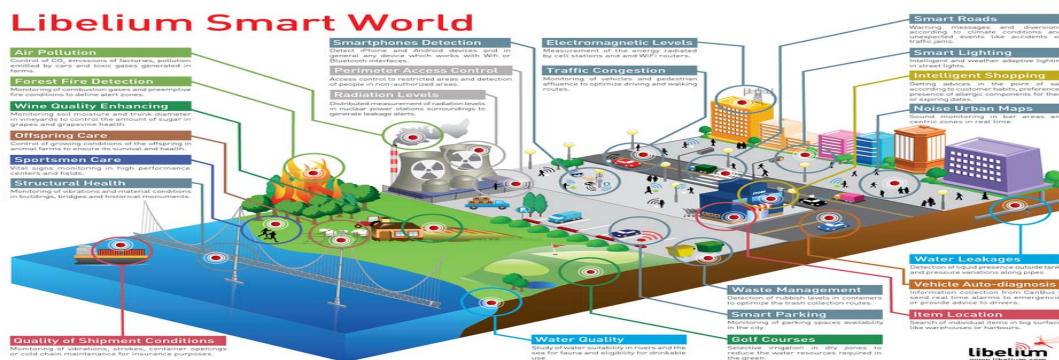 Libelium Smart World
Air Pollution
Control of CO₂ emissions of factories, pollution
emitted by cars and toxic gases generated in
farms.
Forest Fire Detection
Monitoring of combustion gases and preemptive
fire conditions to define alert zones.
Wine Quality Enhancing
Monitoring soil moisture and trunk diameter
in vineyards to control the amount of sugar in
grapes and grapevine health.
Offspring Care
Control of growing conditions of the offspring in
animal farms to ensure its survival and health.
Sportsmen Care
Vital signs monitoring in high performance
centers and fields.
Structural Health
Monitoring of vibrations and material conditions
in buildings, bridges and historical monuments.
Quality of Shipment Conditions
Monitoring of vibrations, strokes, container openings
or cold chain maintenance for insurance purposes.
Smartphones Detection
Detect iPhone and Android devices and in
general any device which works with Wifi or
Bluetooth interfaces.
Perimeter Access Control
Access control to restricted areas and detection
of people in non-authorized areas.
Radiation Levels
Distributed measurement of radiation levels
in nuclear power stations surroundings to
generate leakage alerts.
Electromagnetic Levels
Measurement of the energy radiated
by cell stations and WiFi routers.
Traffic Congestion
Monitoring of vehicles and pedestrian
affluence to optimize driving and walking
routes.
Smart Roads
Warning messages and diversions
according to climate conditions and
unexpected events like accidents or
traffic jams.
Smart Lighting
Intelligent and weather adaptive lighting
in street lights.
Intelligent Shopping
Getting advices in the point of sale
according to customer habits, preferences,
presence of allergic components for them
or expiring dates.
Noise Urban Maps
Sound monitoring in bar areas and
centric zones in real time.
Water Leakages
Detection of liquid presence outside tanks
and pressure variations along pipes.
Vehicle Auto-diagnosis
Information collection from CanBus to
send real time alarms to emergencies
or provide advice to drivers.
Item Location
Search of individual items in big surfaces
like warehouses or harbours.
Waste Management
Detection of rubbish levels in containers
to optimize the trash collection routes.
Smart Parking
Monitoring of parking spaces availability
in the city.
Golf Courses
Selective irrigation in dry zones to
reduce the water resources required in
the green.
Water Quality
Study of water suitability in rivers and the
sea for fauna and eligibility for drinkable
use.
libelium